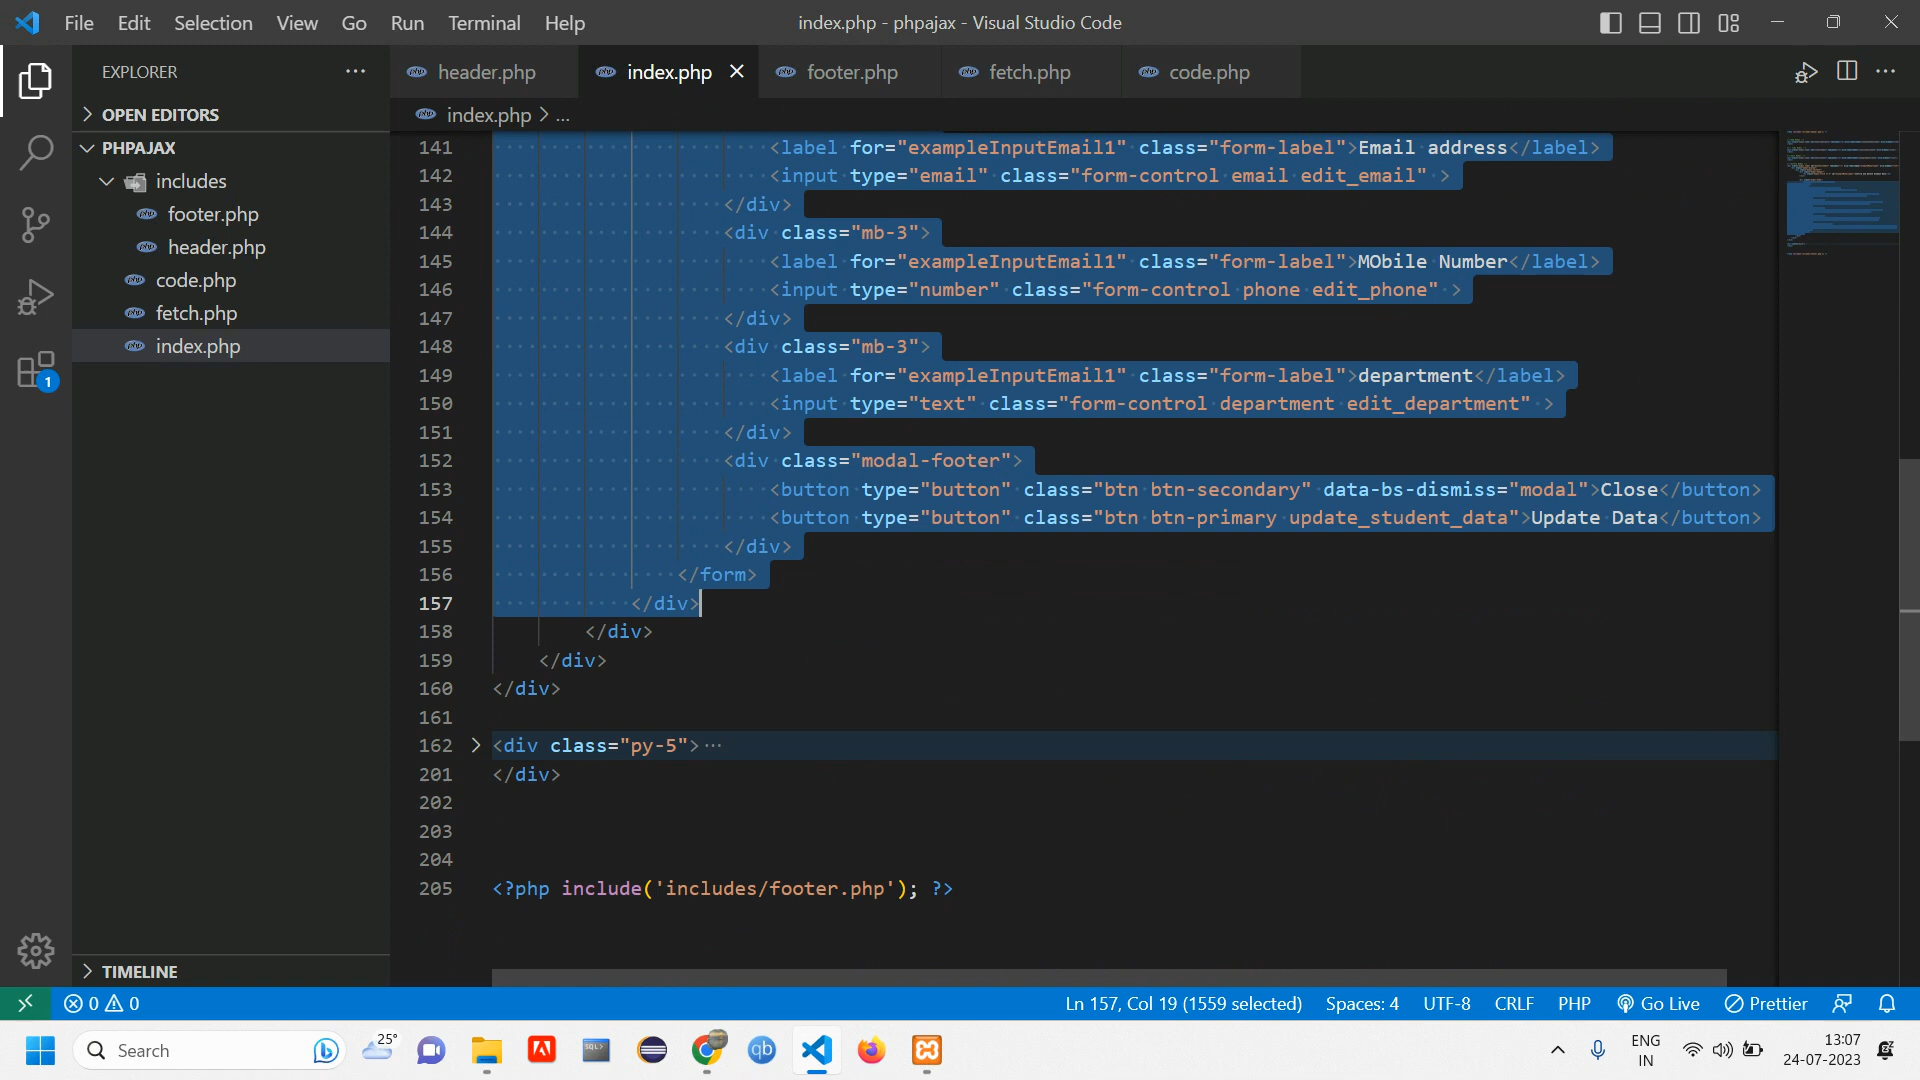 File Edit Selection View Go Run Terminal Help
index.php - phpajax - Visual Studio Code
EXPLORER
OPEN EDITORS
PHPAJAX
includes
footer.php
header.php
code.php
fetch.php
index.php
TIMELINE
1
header.php
index.php
footer.php
fetch.php
code.php
index.php > ...
141 <label for="exampleInputEmail1" class="form-label">Email address</label>
142 <input type="email" class="form-control email edit_email" >
143 </div>
144 <div class="mb-3">
145 <label for="exampleInputEmail1" class="form-label">MObile Number</label>
146 <input type="number" class="form-control phone edit_phone" >
147 </div>
148 <div class="mb-3">
149 <label for="exampleInputEmail1" class="form-label">department</label>
150 <input type="text" class="form-control department edit_department" >
151 </div>
152 <div class="modal-footer">
153 <button type="button" class="btn btn-secondary" data-bs-dismiss="modal">Close</button>
154 <button type="button" class="btn btn-primary update_student_data">Update Data</button>
155 </div>
156 </form>
157 </div>
158 </div>
159 </div>
160 </div>
161
162 <div class="py-5">...
201 </div>
202
203
204
205 <?php include('includes/footer.php'); ?>
0 0
Ln 157, Col 19 (1559 selected) Spaces: 4 UTF-8 CRLF PHP Go Live Prettier
Search
25°
SQL>
qb
ENG
IN
13:07
24-07-2023